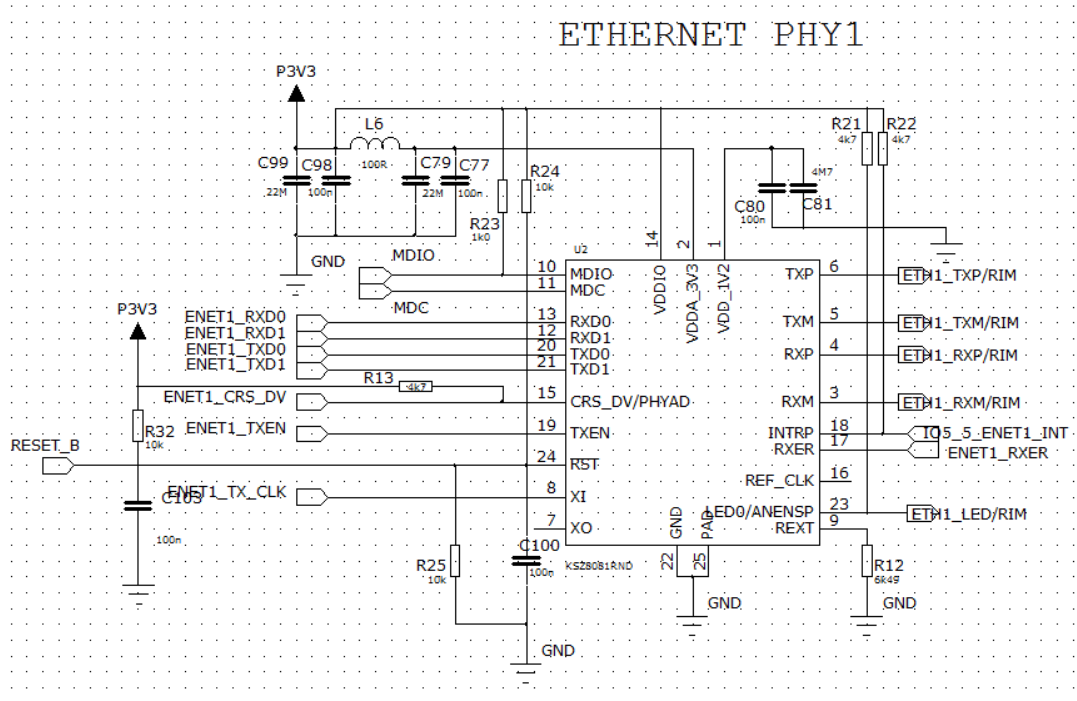 ETHERNET PHY1
P3V3
L6
100R
C99
22M
C98
100n
C79
22M
C77
100n
R24
10k
R23
1k0
R21
4k7
R22
4k7
4M7
C81
C80
100n
GND
MDIO
MDC
U2
14
VDDIO
2
VDDA_3V3
1
VDD_1V2
10
MDIO
11
MDC
13
RXD0
12
RXD1
20
TXD0
21
TXD1
15
CRS_DV/PHYAD
19
TXEN
24
RST
8
XI
7
XO
TXP
6
ETH1_TXP/RIM
TXM
5
ETH1_TXM/RIM
RXP
4
ETH1_RXP/RIM
RXM
3
ETH1_RXM/RIM
INTRP
18
IO5_5_ENET1_INT
RXER
17
ENET1_RXER
REF_CLK
16
LED0/ANENSP
23
ETH1_LED/RIM
REXT
9
P3V3
ENET1_RXD0
ENET1_RXD1
ENET1_TXD0
ENET1_TXD1
R13
4k7
ENET1_CRS_DV
R32
10k
ENET1_TXEN
RESET_B
ENET1_TX_CLK
C103
100n
R25
10k
C100
100n
KSZ8081RND
GND
22
PAD
25
GND
R12
6k49
GND
GND